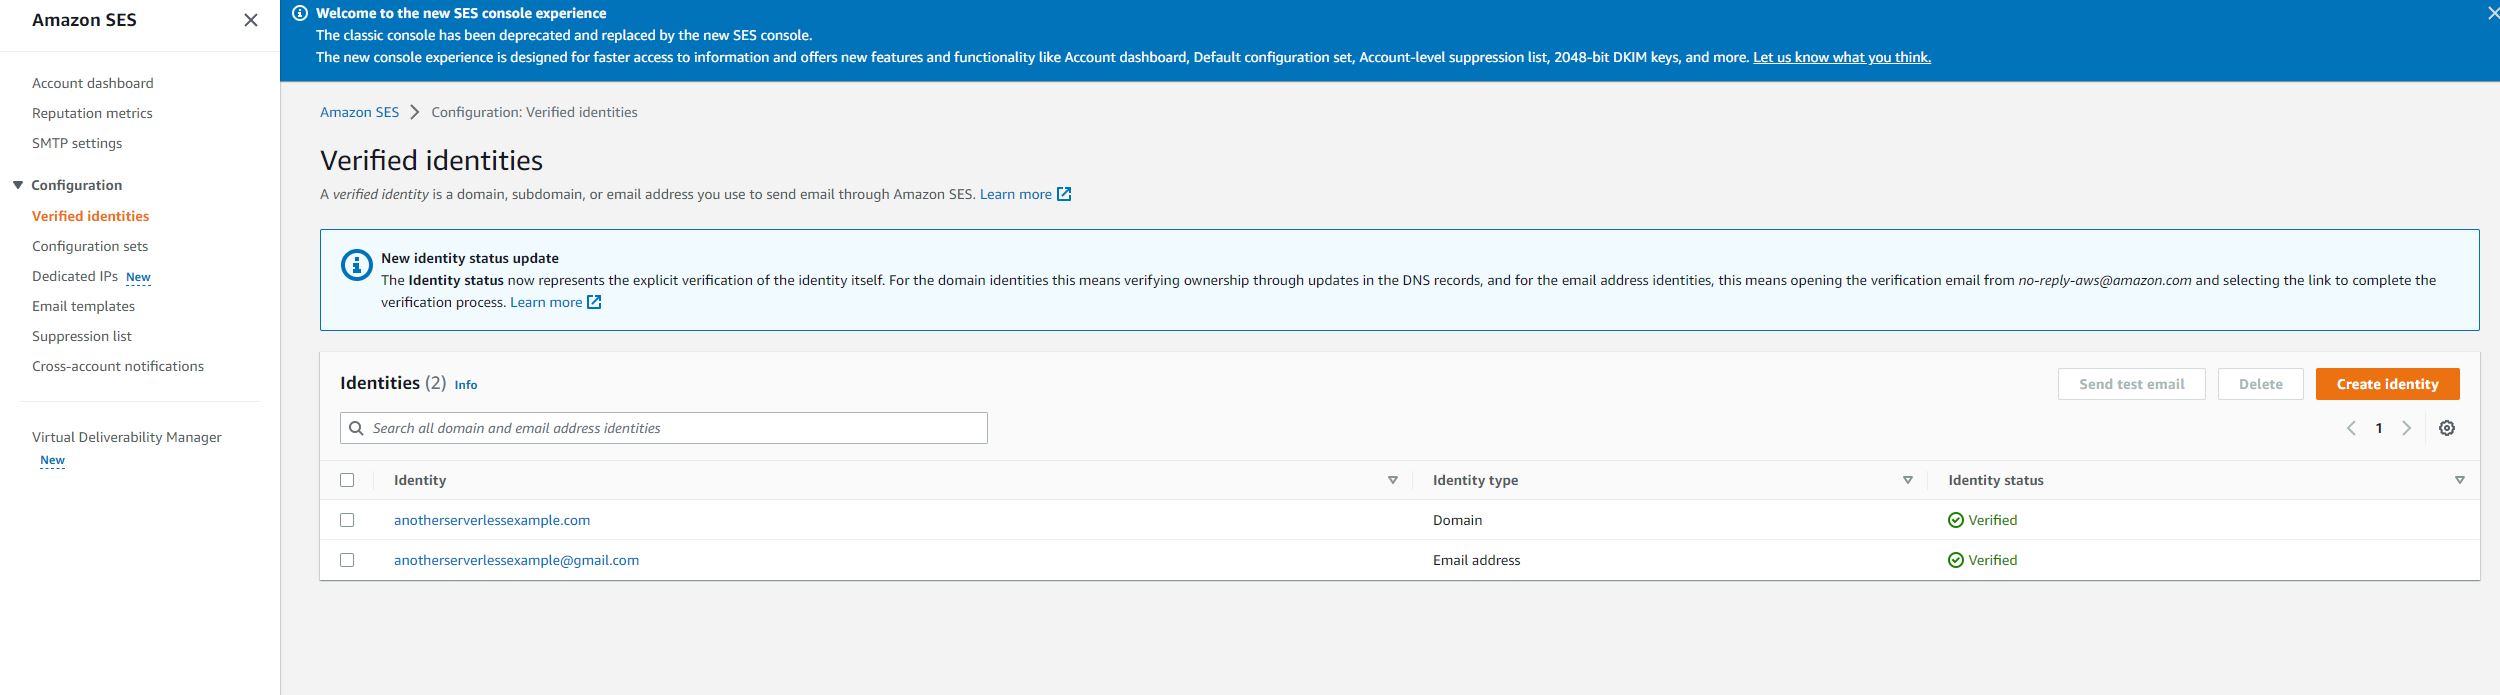 Amazon SES
Account dashboard
Reputation metrics
SMTP settings
Configuration
Verified identities
Configuration sets
Dedicated IPs New
Email templates
Suppression list
Cross-account notifications
Virtual Deliverability Manager
New
Welcome to the new SES console experience
The classic console has been deprecated and replaced by the new SES console.
The new console experience is designed for faster access to information and offers new features and functionality like Account dashboard, Default configuration set, Account-level suppression list, 2048-bit DKIM keys, and more. Let us know what you think.
Amazon SES Configuration: Verified identities
Verified identities
A verified identity is a domain, subdomain, or email address you use to send email through Amazon SES. Learn more
New identity status update
The Identity status now represents the explicit verification of the identity itself. For the domain identities this means verifying ownership through updates in the DNS records, and for the email address identities, this means opening the verification email from no-reply-aws@amazon.com and selecting the link to complete the
verification process. Learn more
Identities (2) Info
Send test email Delete Create identity
Search all domain and email address identities
1
Identity Identity type Identity status
anotherserverlessexample.com Domain Verified
anotherserverlessexample@gmail.com Email address Verified